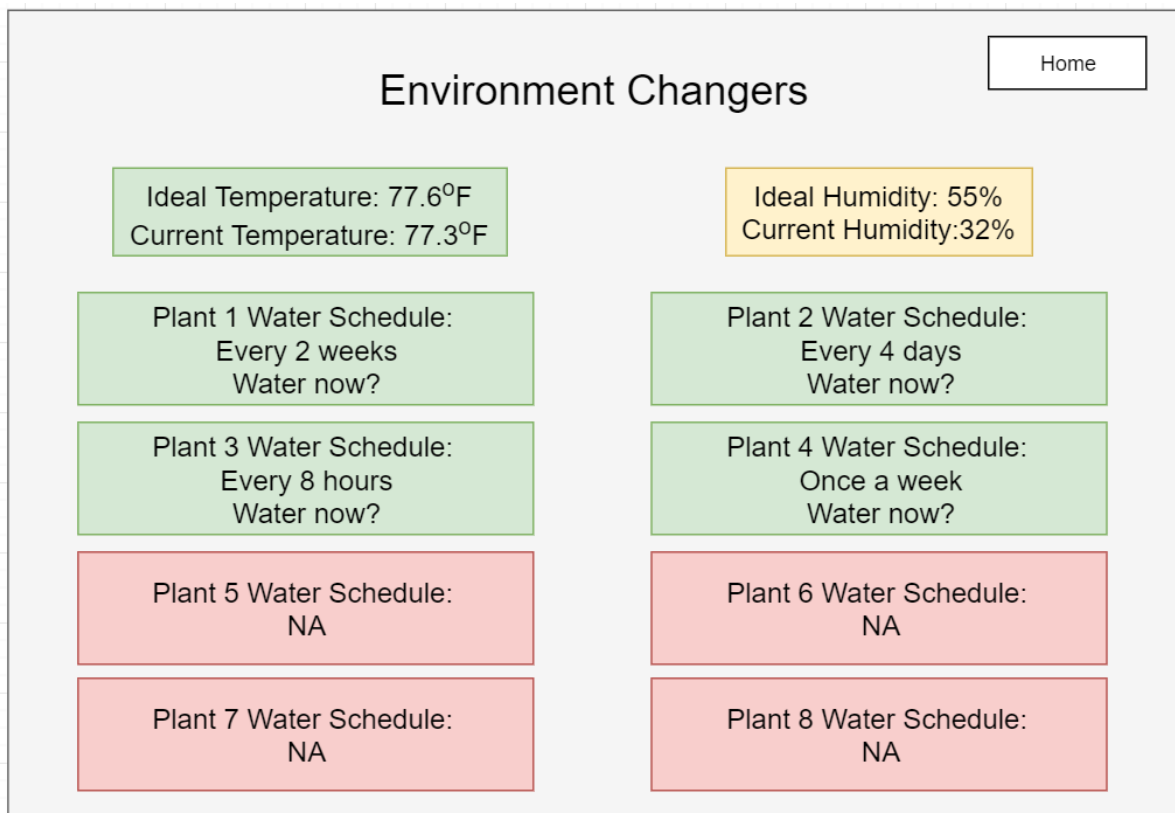 Home
Environment Changers
Ideal Temperature: 77.6ºF
Current Temperature: 77.3ºF
Ideal Humidity: 55%
Current Humidity:32%
Plant 1 Water Schedule:
Every 2 weeks
Water now?
Plant 2 Water Schedule:
Every 4 days
Water now?
Plant 3 Water Schedule:
Every 8 hours
Water now?
Plant 4 Water Schedule:
Once a week
Water now?
Plant 5 Water Schedule:
NA
Plant 6 Water Schedule:
NA
Plant 7 Water Schedule:
NA
Plant 8 Water Schedule:
NA